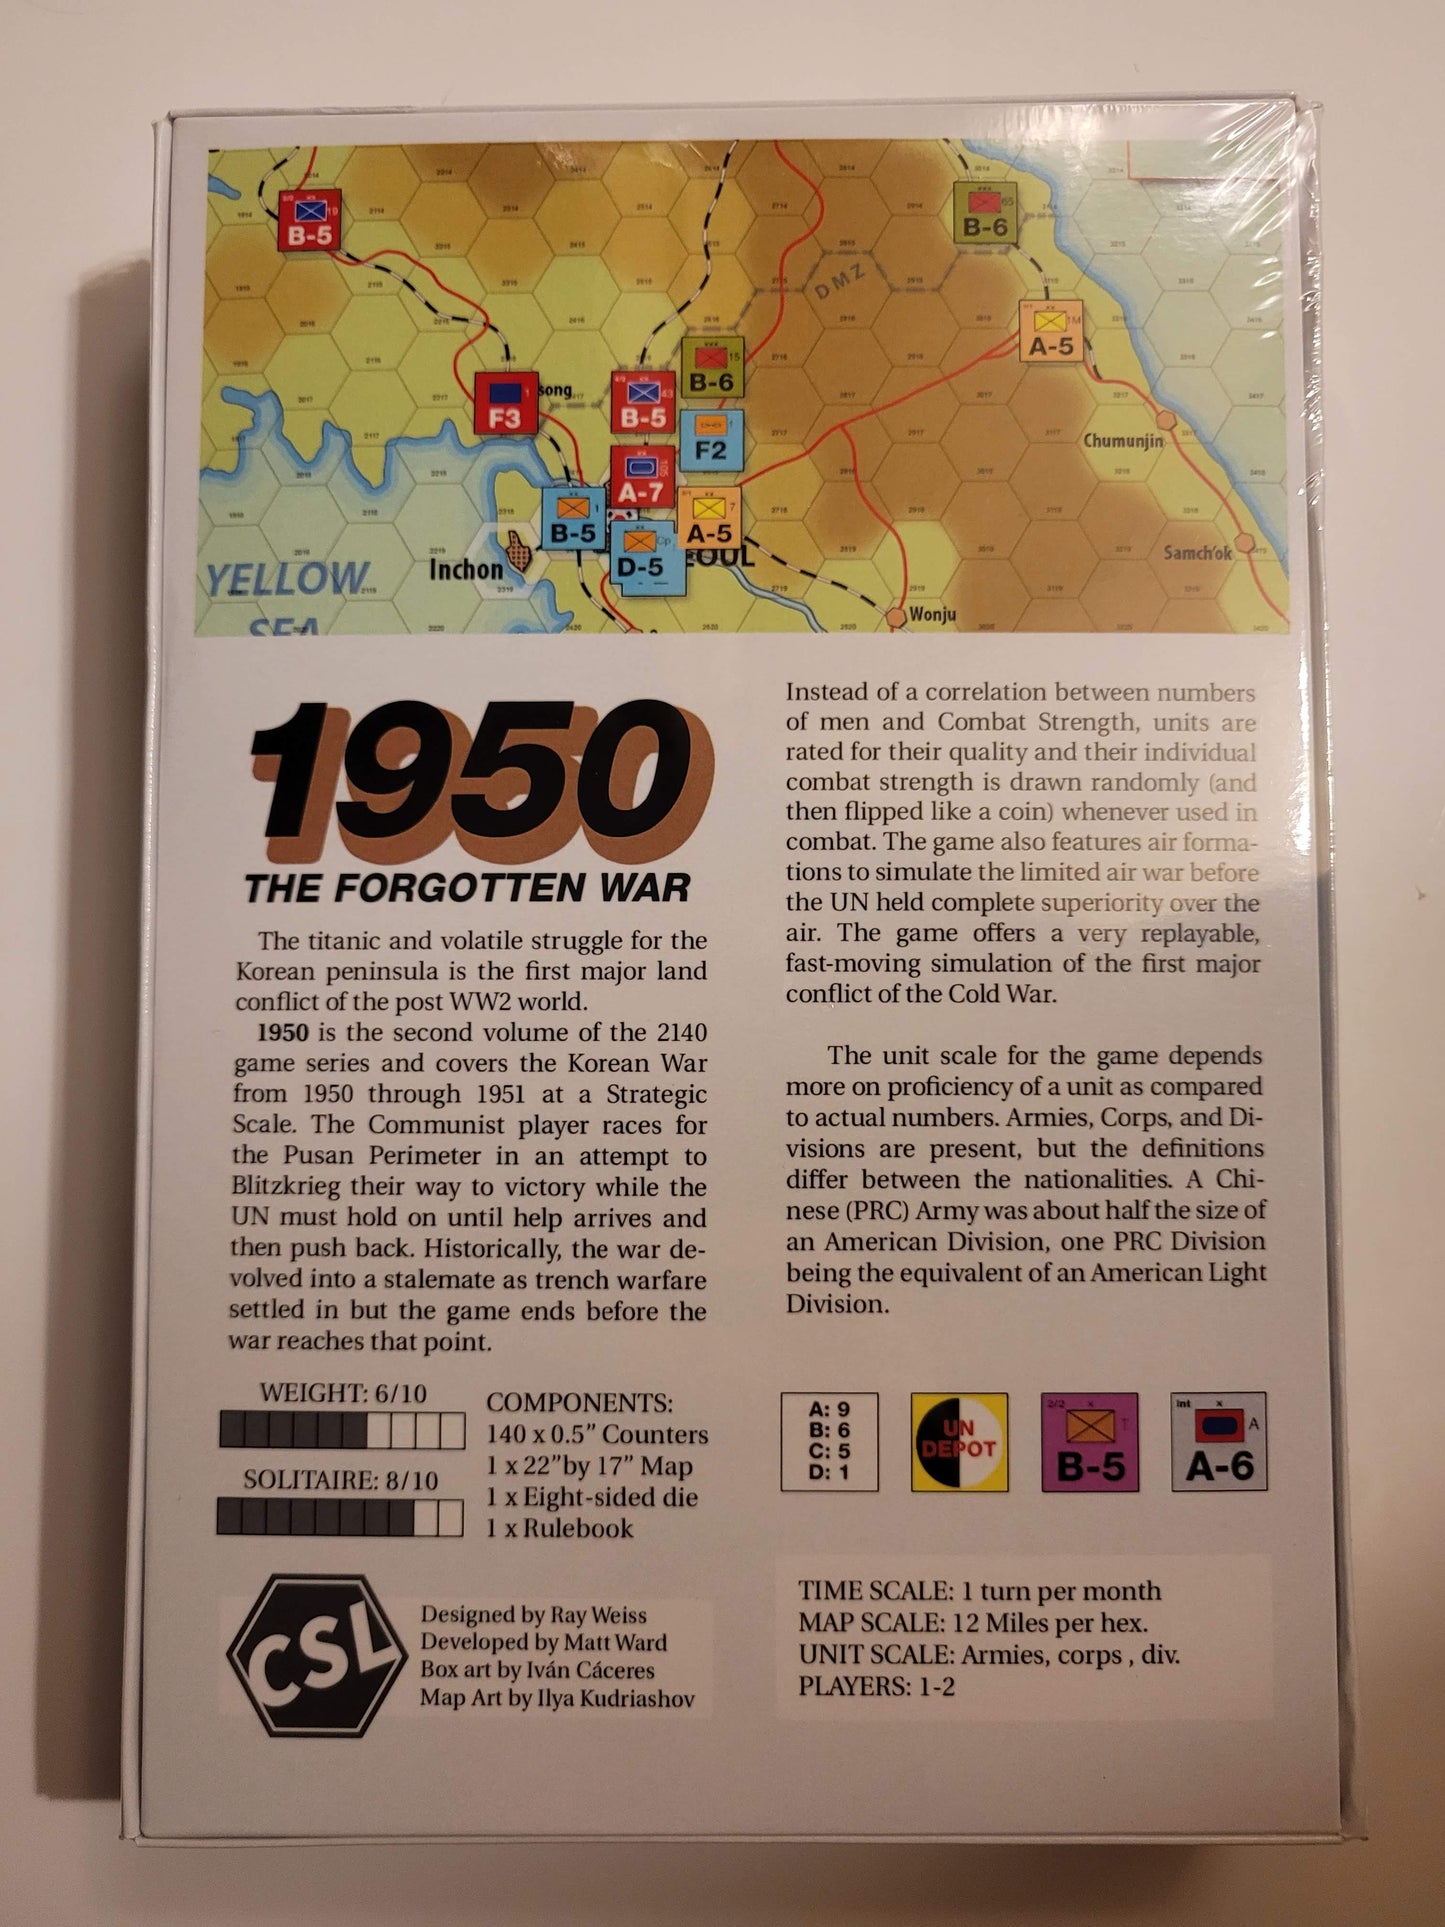 B-5
B-6
DMZ
A-5
B-6
F3
song
B-5
F2
Chumunjin
A-7
B-5
A-5
D-5
EOUL
Inchon
Samch'ok
YELLOW
SEA
Wonju
1950
THE FORGOTTEN WAR
The titanic and volatile struggle for the
Korean peninsula is the first major land
conflict of the post WW2 world.
1950 is the second volume of the 2140
game series and covers the Korean War
from 1950 through 1951 at a Strategic
Scale. The Communist player races for
the Pusan Perimeter in an attempt to
Blitzkrieg their way to victory while the
UN must hold on until help arrives and
then push back. Historically, the war de-
volved into a stalemate as trench warfare
settled in but the game ends before the
war reaches that point.
Instead of a correlation between numbers
of men and Combat Strength, units are
rated for their quality and their individual
combat strength is drawn randomly (and
then flipped like a coin) whenever used in
combat. The game also features air forma-
tions to simulate the limited air war before
the UN held complete superiority over the
air. The game offers a very replayable,
fast-moving simulation of the first major
conflict of the Cold War.
The unit scale for the game depends
more on proficiency of a unit as compared
to actual numbers. Armies, Corps, and Di-
visions are present, but the definitions
differ between the nationalities. A Chi-
nese (PRC) Army was about half the size of
an American Division, one PRC Division
being the equivalent of an American Light
Division.
WEIGHT: 6/10
SOLITAIRE: 8/10
COMPONENTS:
140 x 0.5” Counters
1 x 22”by 17” Map
1 x Eight-sided die
1 x Rulebook
A: 9
B: 6
C: 5
D: 1
UN
DEPOT
2/2 x
T
B-5
Int x
A
A-6
CSL
Designed by Ray Weiss
Developed by Matt Ward
Box art by Iván Cáceres
Map Art by Ilya Kudriashov
TIME SCALE: 1 turn per month
MAP SCALE: 12 Miles per hex.
UNIT SCALE: Armies, corps , div.
PLAYERS: 1-2